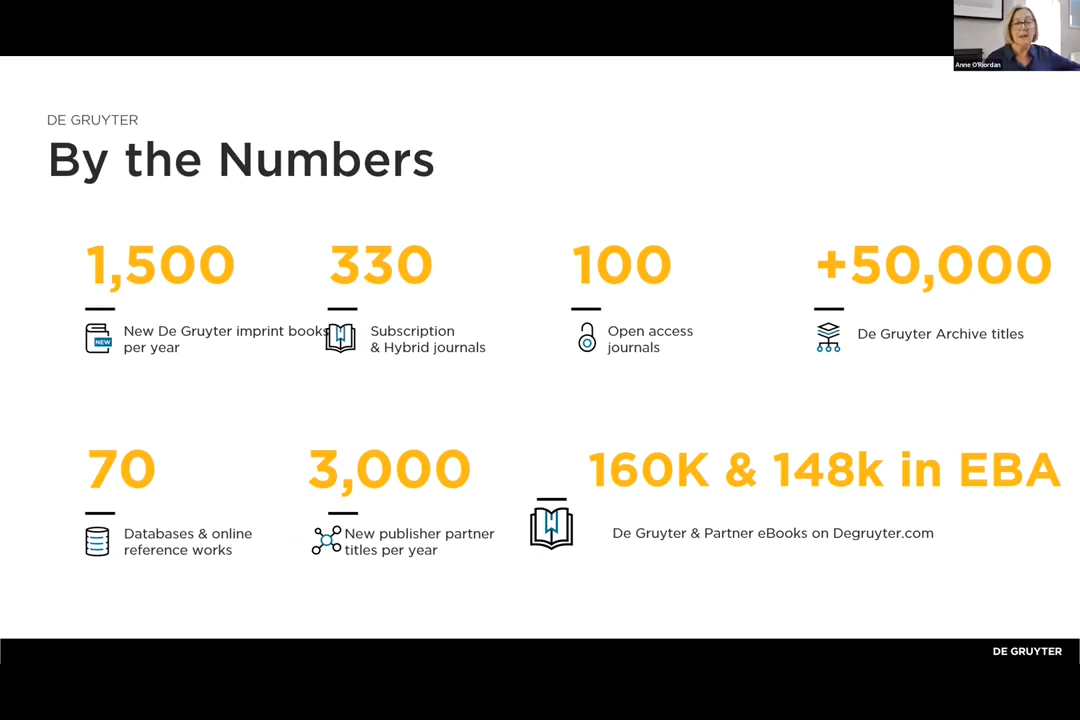 Anne O'Riordan
DE GRUYTER
By the Numbers
1,500
New De Gruyter imprint books
per year
NEW
330
Subscription
& Hybrid journals
100
Open access
journals
+50,000
De Gruyter Archive titles
70
Databases & online
reference works
3,000
New publisher partner
titles per year
160K & 148k in EBA
De Gruyter & Partner eBooks on Degruyter.com
DE GRUYTER